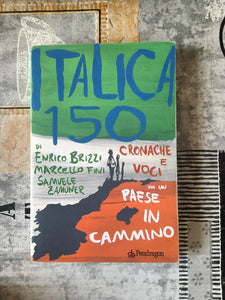 ITALICA
150
DI
ENRICO BRIZZI
MARCELLO FINI
SAMUELE ZAMUNER
CRONACHE E
VOCI
DI UN
PAESE
IN
CAMMINO
Pendragon